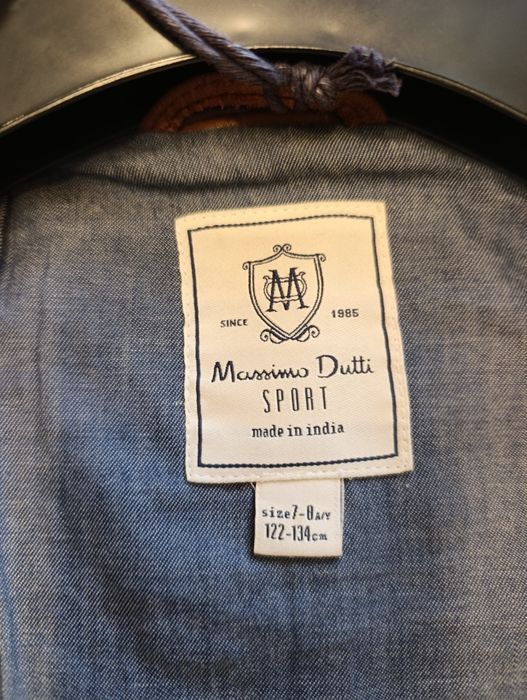 M
SINCE 1985
Massimo Dutti
SPORT
made in india
size7-8A/Y
122-134cm